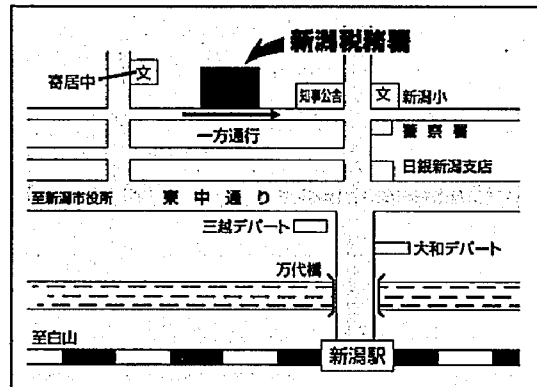 新潟税務署
寄居中
文
知事公舎
文
新潟小
一方通行
警察署
日銀新潟支店
至新潟市役所
東中通り
三越デパート
大和デパート
万代橋
至白山
新潟駅